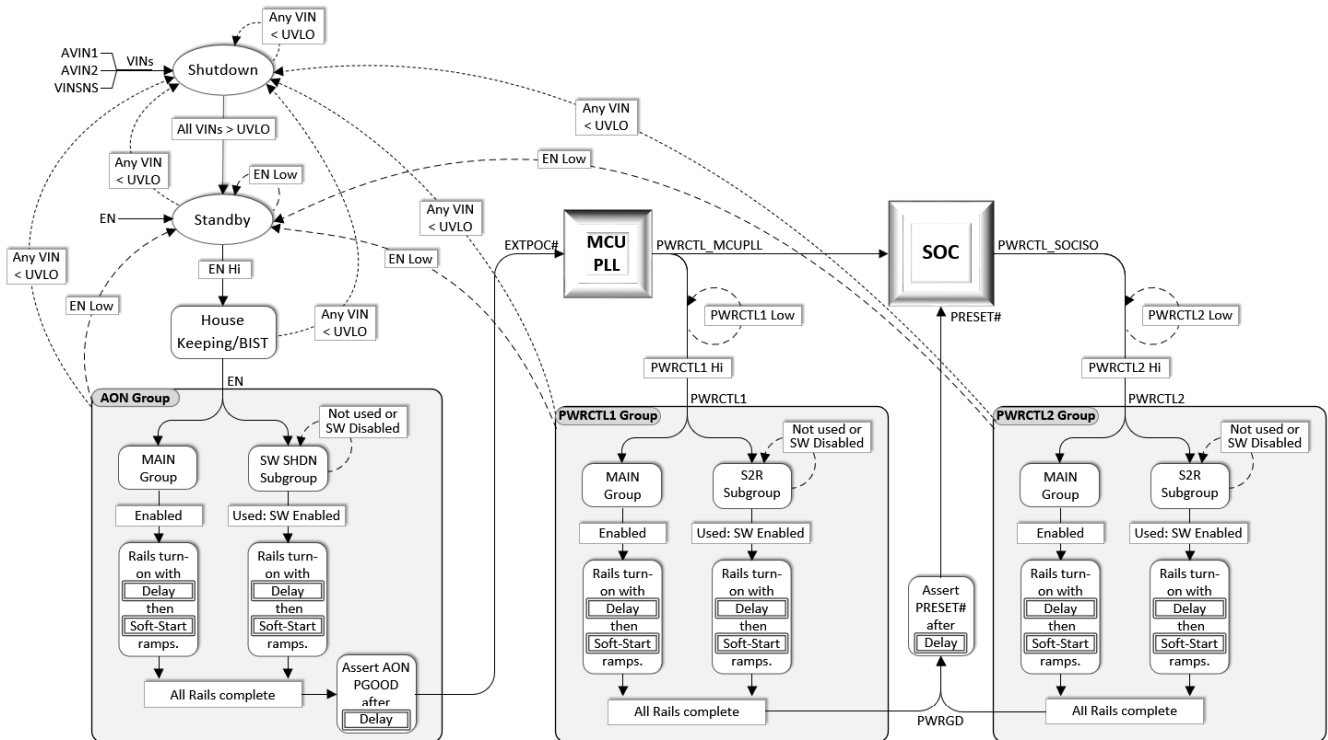 Any VIN
< UVLO
AVIN1
AVIN2
VINSNS
VINs
Shutdown
All VINs > UVLO
Any VIN
< UVLO
Any VIN
< UVLO
EN Low
EN Low
EN
Standby
Any VIN
< UVLO
EN Low
Any VIN
< UVLO
EN Hi
EN Low
House
Keeping/BIST
Any VIN
< UVLO
EXTPOC#
MCU
PLL
PWRCTL_MCUPLL
SOC
PWRCTL_SOCISO
PWRCTL1 Low
PRESET#
PWRCTL2 Low
PWRCTL1 Hi
PWRCTL2 Hi
EN
AON Group
Not used or
SW Disabled
MAIN
Group
SW SHDN
Subgroup
Enabled
Used: SW Enabled
Rails turn-
on with
Delay
then
Soft-Start
ramps.
Rails turn-
on with
Delay
then
Soft-Start
ramps.
All Rails complete
Assert AON
PGOOD
after
Delay
PWRCTL1
PWRCTL1 Group
Not used or
SW Disabled
MAIN
Group
S2R
Subgroup
Enabled
Used: SW Enabled
Rails turn-
on with
Delay
then
Soft-Start
ramps.
Rails turn-
on with
Delay
then
Soft-Start
ramps.
All Rails complete
Assert
PRESET#
after
Delay
PWRGD
PWRCTL2
PWRCTL2 Group
Not used or
SW Disabled
MAIN
Group
S2R
Subgroup
Enabled
Used: SW Enabled
Rails turn-
on with
Delay
then
Soft-Start
ramps.
Rails turn-
on with
Delay
then
Soft-Start
ramps.
All Rails complete